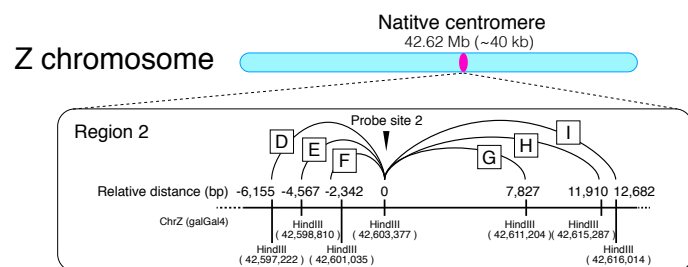 Natitve centromere
42.62 Mb (~40 kb)
Z chromosome
Region 2
Probe site 2
D
E
F
G
H
I
Relative distance (bp)
-6,155 -4,567 -2,342 0 7,827 11,910 12,682
ChrZ (galGal4)
HindIII
( 42,598,810 )
HindIII
( 42,603,377 )
HindIII
( 42,611,204 )
HindIII
( 42,615,287 )
HindIII
( 42,597,222 )
HindIII
( 42,601,035 )
HindIII
( 42,616,014 )